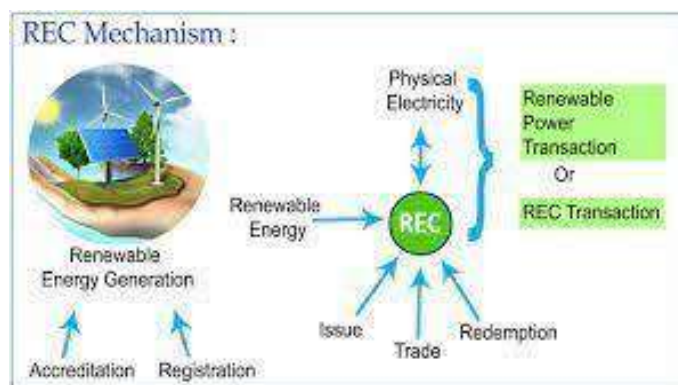 REC Mechanism :
Physical
Electricity
Renewable
Power
Transaction
Or
REC Transaction
Renewable
Energy
REC
Renewable
Energy Generation
Issue
Trade
Redemption
Accreditation
Registration